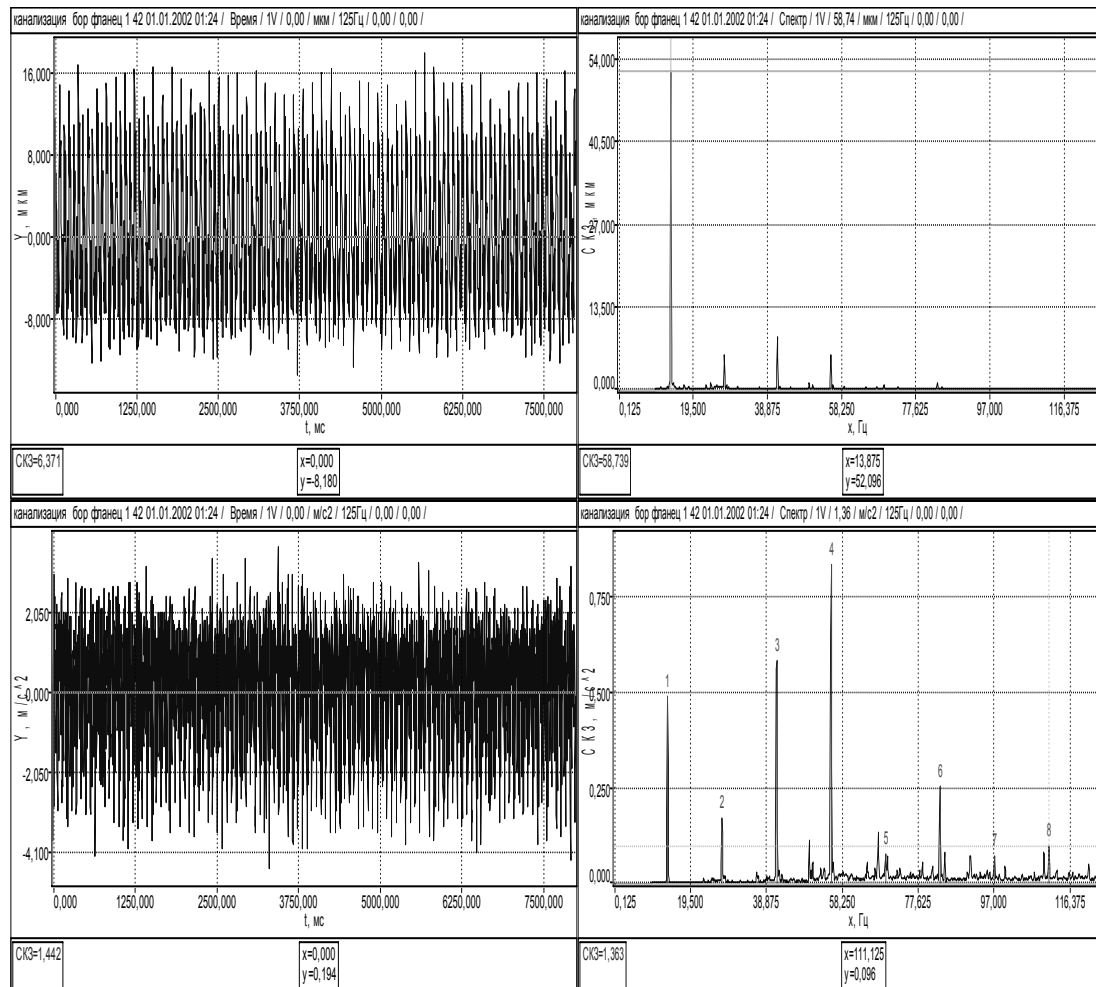 канализация бор фланец 1 42 01.01.2002 01:24 / Время / 1V / 0,00 / мкм / 125Гц / 0,00 / 0,00 /
16,000
8,000
0,000
-8,000
Y , мкм
0,000 1250,000 2500,000 3750,000 5000,000 6250,000 7500,000
t, мс
СКЗ=6,371
x=0,000
y=-8,180
канализация бор фланец 1 42 01.01.2002 01:24 / Спектр / 1V / 58,74 / мкм / 125Гц / 0,00 / 0,00 /
54,000
40,500
27,000
13,500
0,000
С К З , мкм
0,125 19,500 38,875 58,250 77,625 97,000 116,375
x, Гц
СКЗ=58,739
x=13,875
y=52,096
канализация бор фланец 1 42 01.01.2002 01:24 / Время / 1V / 0,00 / м/с2 / 125Гц / 0,00 / 0,00 /
2,050
0,000
-2,050
-4,100
Y , м/с^2
0,000 1250,000 2500,000 3750,000 5000,000 6250,000 7500,000
t, мс
СКЗ=1,442
x=0,000
y=0,194
канализация бор фланец 1 42 01.01.2002 01:24 / Спектр / 1V / 1,36 / м/с2 / 125Гц / 0,00 / 0,00 /
0,750
0,500
0,250
0,000
С К З , м/с^2
1 2 3 4 5 6 7 8
0,125 19,500 38,875 58,250 77,625 97,000 116,375
x, Гц
СКЗ=1,363
x=111,125
y=0,096